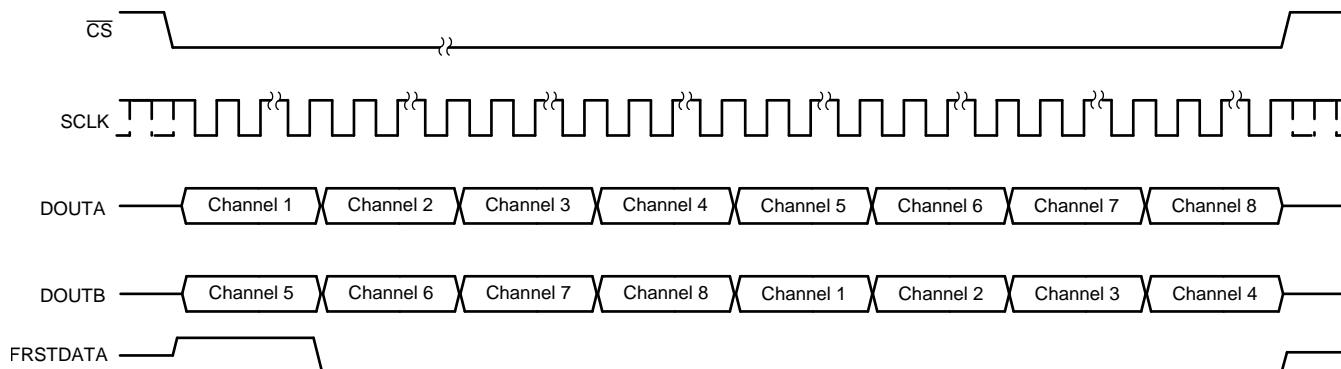 CS
SCLK
DOUTA
Channel 1 Channel 2 Channel 3 Channel 4 Channel 5 Channel 6 Channel 7 Channel 8
DOUTB
Channel 5 Channel 6 Channel 7 Channel 8 Channel 1 Channel 2 Channel 3 Channel 4
FRSTDATA